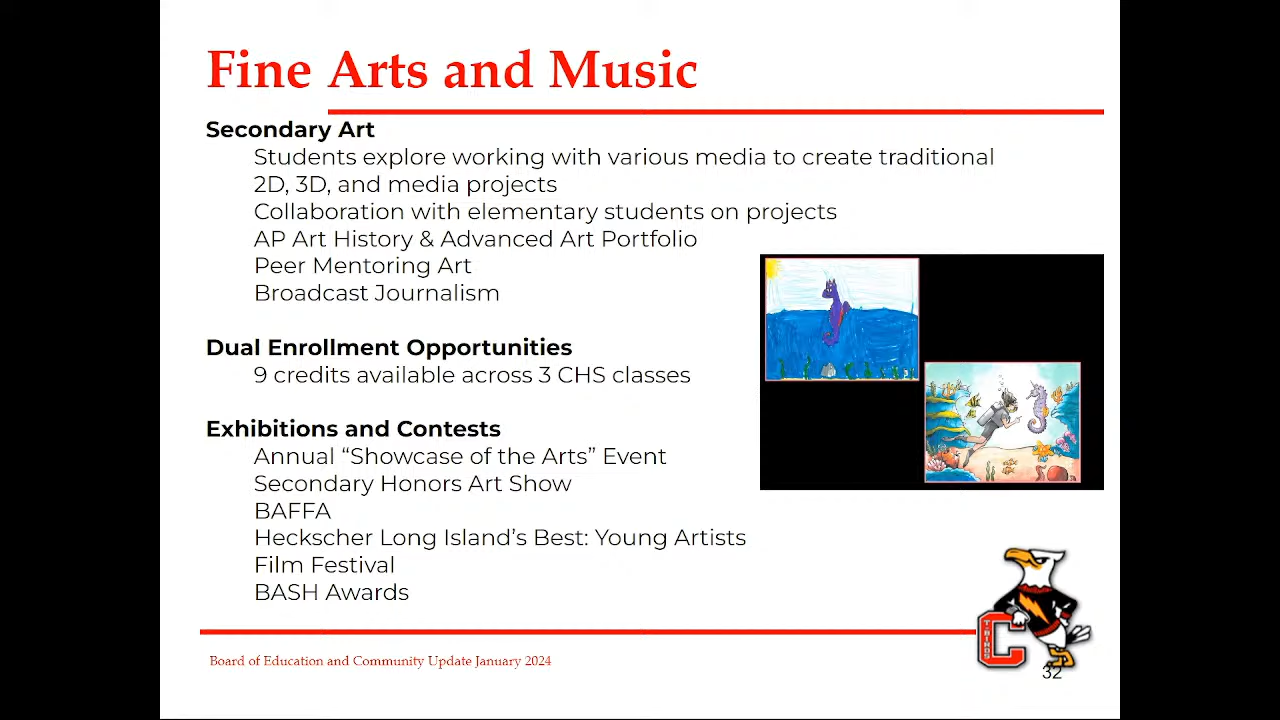 Fine Arts and Music
Secondary Art
Students explore working with various media to create traditional
2D, 3D, and media projects
Collaboration with elementary students on projects
AP Art History & Advanced Art Portfolio
Peer Mentoring Art
Broadcast Journalism
Dual Enrollment Opportunities
9 credits available across 3 CHS classes
Exhibitions and Contests
Annual “Showcase of the Arts” Event
Secondary Honors Art Show
BAFFA
Heckscher Long Island’s Best: Young Artists
Film Festival
BASH Awards
C
T-BIRDS
Board of Education and Community Update January 2024
32